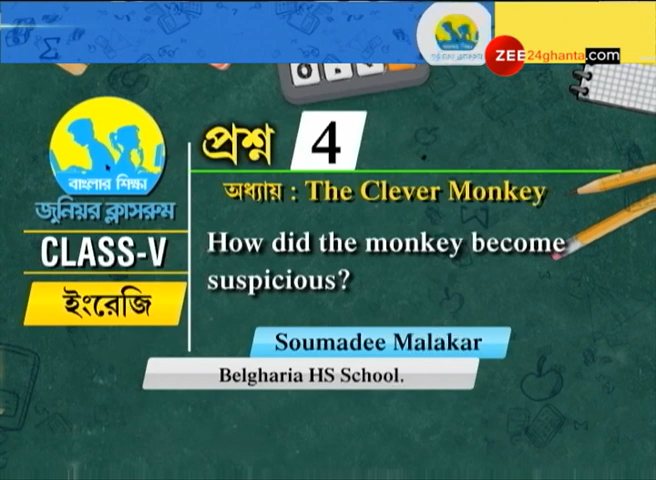 ZEE24ghanta.com
বাংলার শিক্ষা
জুনিয়র ক্লাসরুম
CLASS-V
ইংরেজি
প্রশ্ন 4
অধ্যায় : The Clever Monkey
How did the monkey become
suspicious?
Soumadee Malakar
Belgharia HS School.